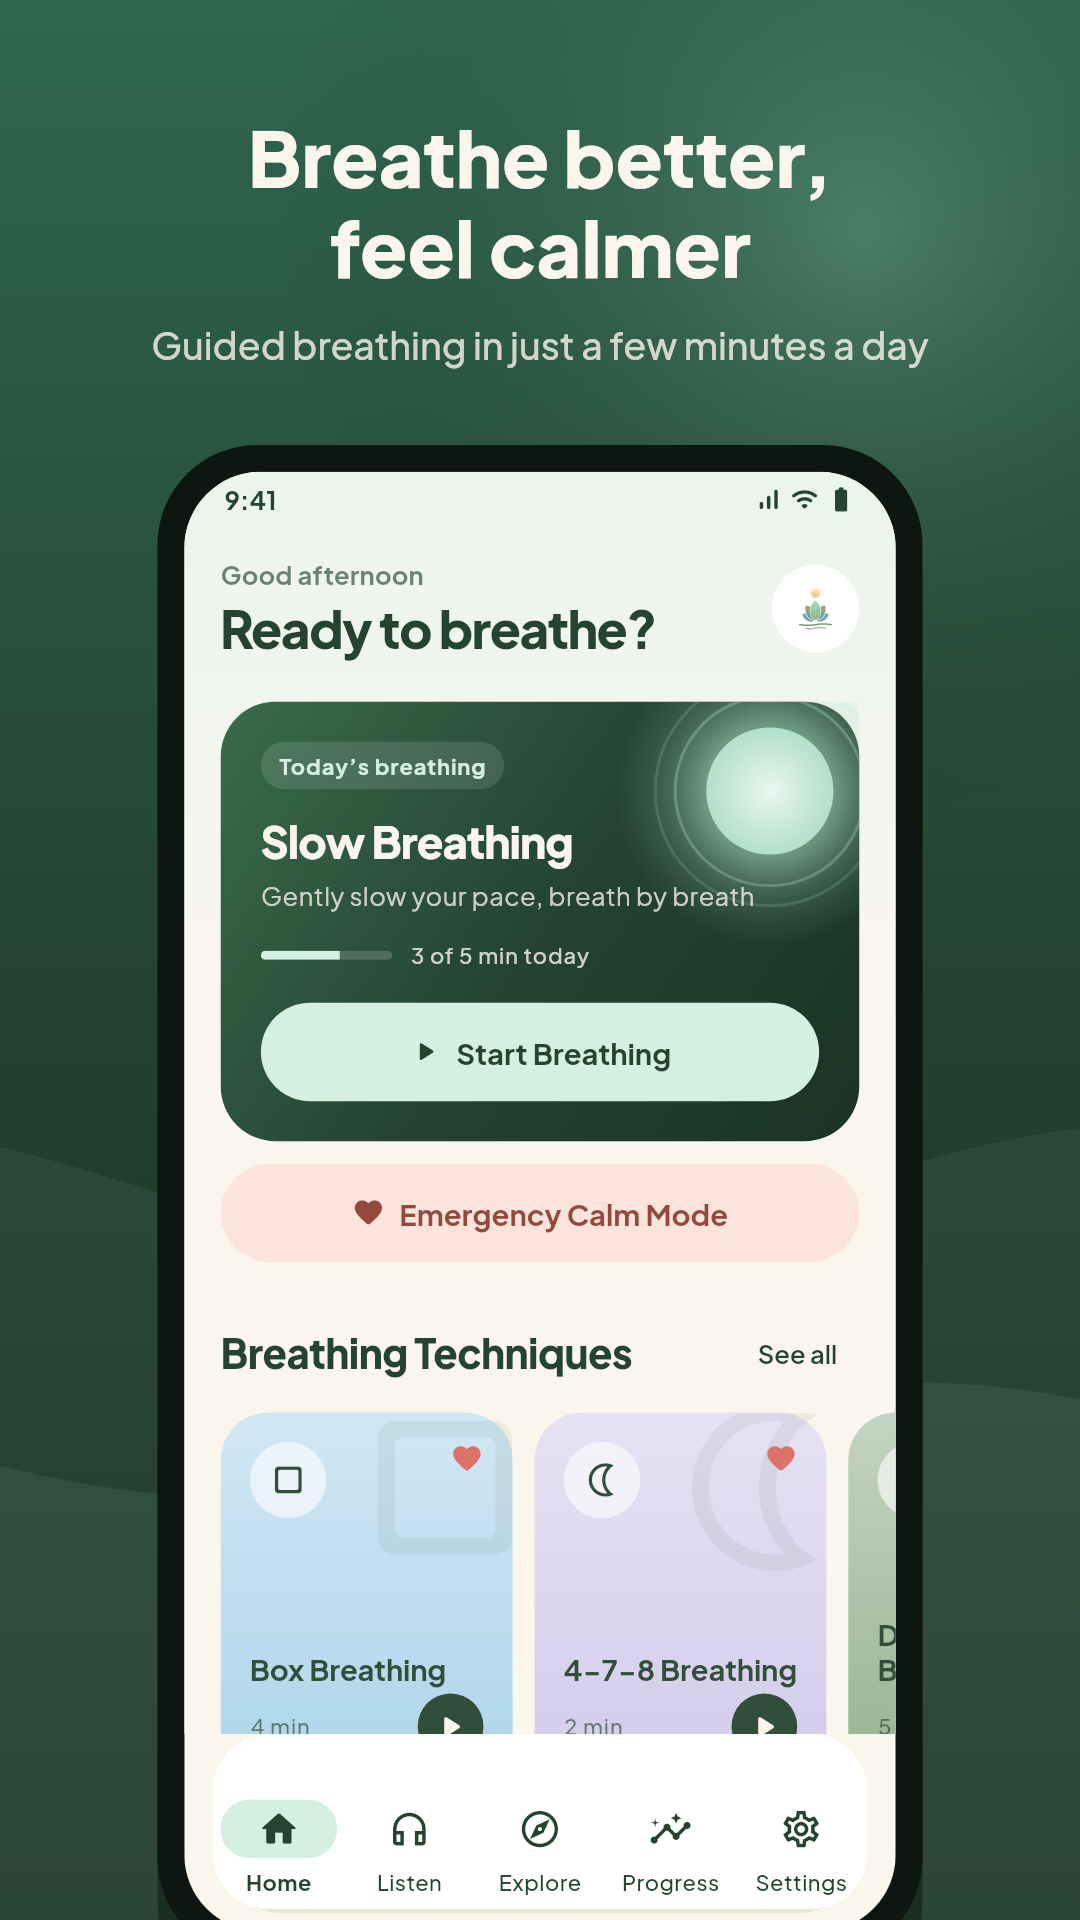 Breathe better,
feel calmer
Guided breathing in just a few minutes a day
9:41
Good afternoon
Ready to breathe?
Today’s breathing
Slow Breathing
Gently slow your pace, breath by breath
3 of 5 min today
Start Breathing
Emergency Calm Mode
Breathing Techniques
See all
Box Breathing
4 min
4–7–8 Breathing
2 min
D
B
5
Home
Listen
Explore
Progress
Settings